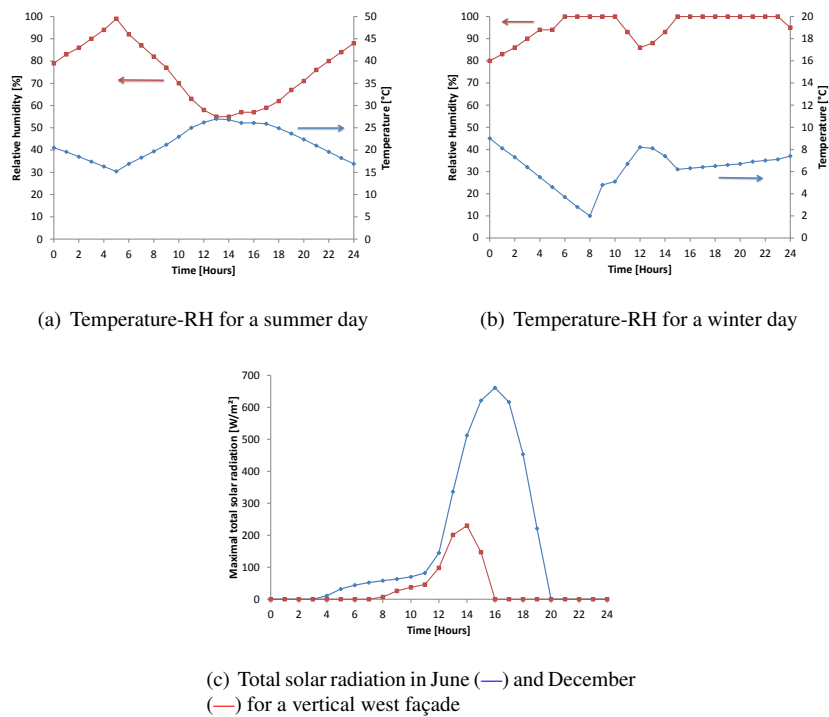 100 90 80 70 60 50 40 30 20 10 0
Relative humidity [%]
50 45 40 35 30 25 20 15 10 5 0
Temperature [°C]
0 2 4 6 8 10 12 14 16 18 20 22 24
Time [Hours]
(a) Temperature-RH for a summer day
100 90 80 70 60 50 40 30 20 10 0
Relative Humidity [%]
20 18 16 14 12 10 8 6 4 2 0
Temperature [°C]
0 2 4 6 8 10 12 14 16 18 20 22 24
Time [Hours]
(b) Temperature-RH for a winter day
700 600 500 400 300 200 100 0
Maximal total solar radiation [W/m²]
0 2 4 6 8 10 12 14 16 18 20 22 24
Time [Hours]
(c) Total solar radiation in June (—) and December
(—) for a vertical west façade